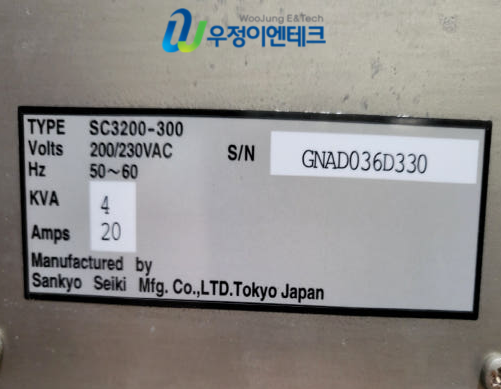 WooJung E&Tech
우정이엔테크
TYPE SC3200-300
Volts 200/230VAC
S/N GNAD036D330
Hz 50~60
KVA 4
Amps 20
Manufactured by
Sankyo Seiki Mfg. Co.,LTD.Tokyo Japan